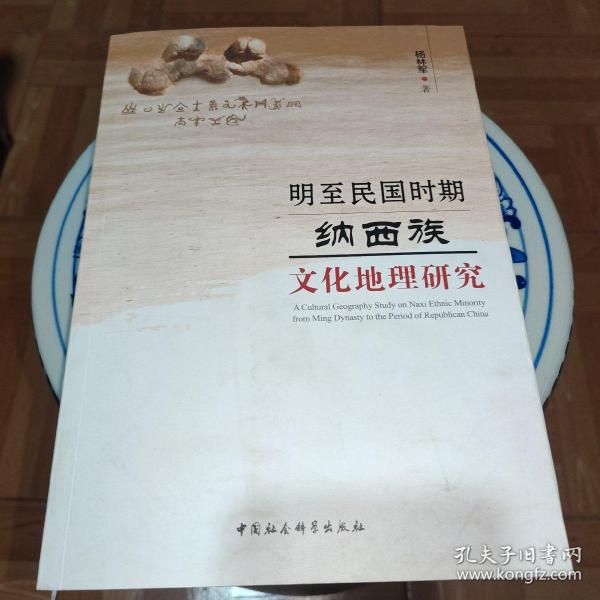 杨林军
著
明至民国时期
纳西族
文化地理研究
A Cultural Geography Study on Naxi Ethnic Minority
from Ming Dynasty to the Period of Republican China
中国社会科学出版社
孔夫子旧书网
www.kongfz.com